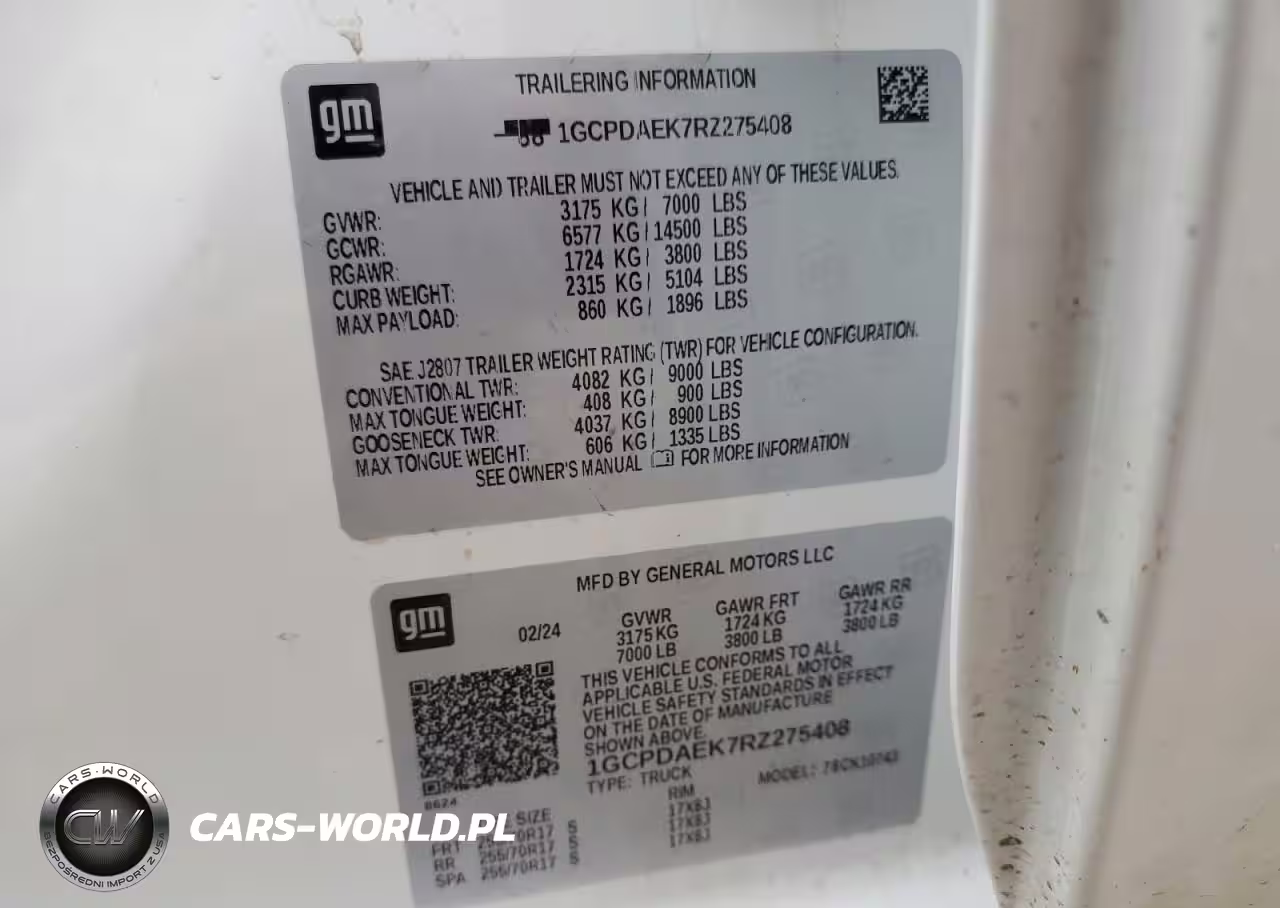 gm
TRAILERING INFORMATION
1GCPDAEK7RZ275408
VEHICLE AND TRAILER MUST NOT EXCEED ANY OF THESE VALUES.
GVWR: 3175 KG/ 7000 LBS
GCWR: 6577 KG/ 14500 LBS
RGAWR: 1724 KG/ 3800 LBS
CURB WEIGHT: 2315 KG/ 5104 LBS
MAX PAYLOAD: 860 KG/ 1896 LBS
SAE J2807 TRAILER WEIGHT RATING (TWR) FOR VEHICLE CONFIGURATION.
CONVENTIONAL TWR: 4082 KG/ 9000 LBS
MAX TONGUE WEIGHT: 408 KG/ 900 LBS
GOOSENECK TWR: 4037 KG/ 8900 LBS
MAX TONGUE WEIGHT: 606 KG/ 1335 LBS
SEE OWNER'S MANUAL FOR MORE INFORMATION
MFD BY GENERAL MOTORS LLC
gm
02/24
GVWR GAWR FRT GAWR RR
3175 KG 1724 KG 1724 KG
7000 LB 3800 LB 3800 LB
THIS VEHICLE CONFORMS TO ALL
APPLICABLE U.S. FEDERAL MOTOR
VEHICLE SAFETY STANDARDS IN EFFECT
ON THE DATE OF MANUFACTURE
SHOWN ABOVE.
1GCPDAEK7RZ275408
TYPE: TRUCK MODEL:
8624
SIZE RIM
FRT 17X8J
RR 255/70R17 S 17X8J
SPA 255/70R17 S 17X8J
CARS-WORLD
CW
BEZPOŚREDNI IMPORT Z USA
CARS-WORLD.PL